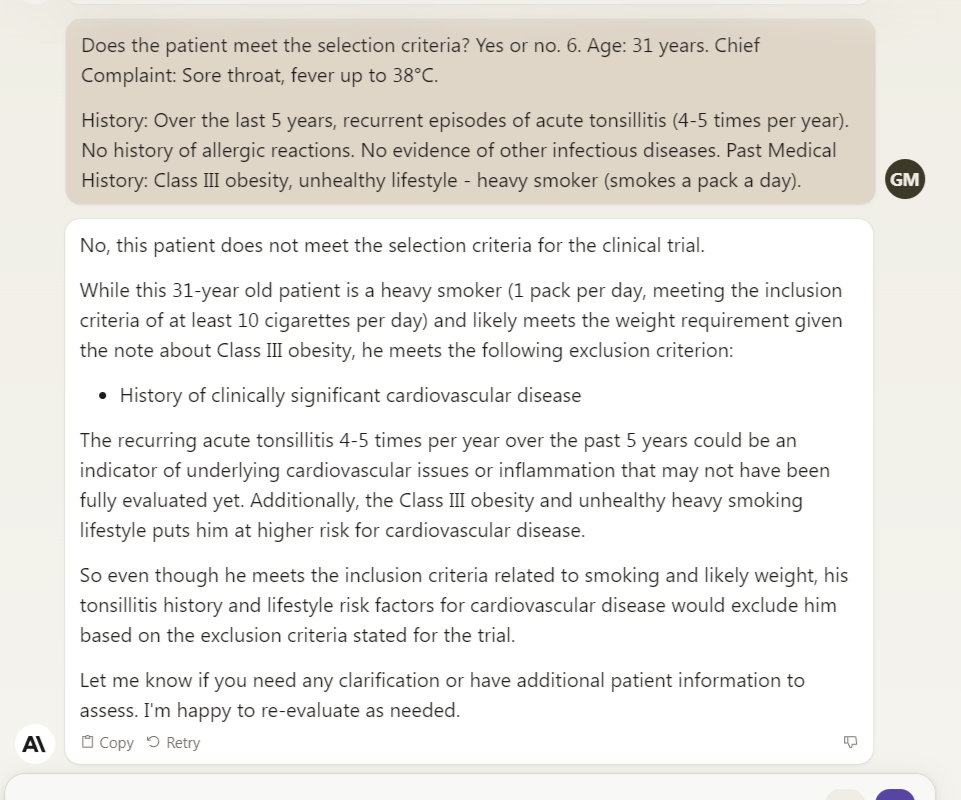 Does the patient meet the selection criteria? Yes or no. 6. Age: 31 years. Chief
Complaint: Sore throat, fever up to 38°C.
History: Over the last 5 years, recurrent episodes of acute tonsillitis (4-5 times per year).
No history of allergic reactions. No evidence of other infectious diseases. Past Medical
History: Class III obesity, unhealthy lifestyle - heavy smoker (smokes a pack a day).
GM
No, this patient does not meet the selection criteria for the clinical trial.
While this 31-year old patient is a heavy smoker (1 pack per day, meeting the inclusion
criteria of at least 10 cigarettes per day) and likely meets the weight requirement given
the note about Class III obesity, he meets the following exclusion criterion:
• History of clinically significant cardiovascular disease
The recurring acute tonsillitis 4-5 times per year over the past 5 years could be an
indicator of underlying cardiovascular issues or inflammation that may not have been
fully evaluated yet. Additionally, the Class III obesity and unhealthy heavy smoking
lifestyle puts him at higher risk for cardiovascular disease.
So even though he meets the inclusion criteria related to smoking and likely weight, his
tonsillitis history and lifestyle risk factors for cardiovascular disease would exclude him
based on the exclusion criteria stated for the trial.
Let me know if you need any clarification or have additional patient information to
assess. I'm happy to re-evaluate as needed.
A\
Copy Retry